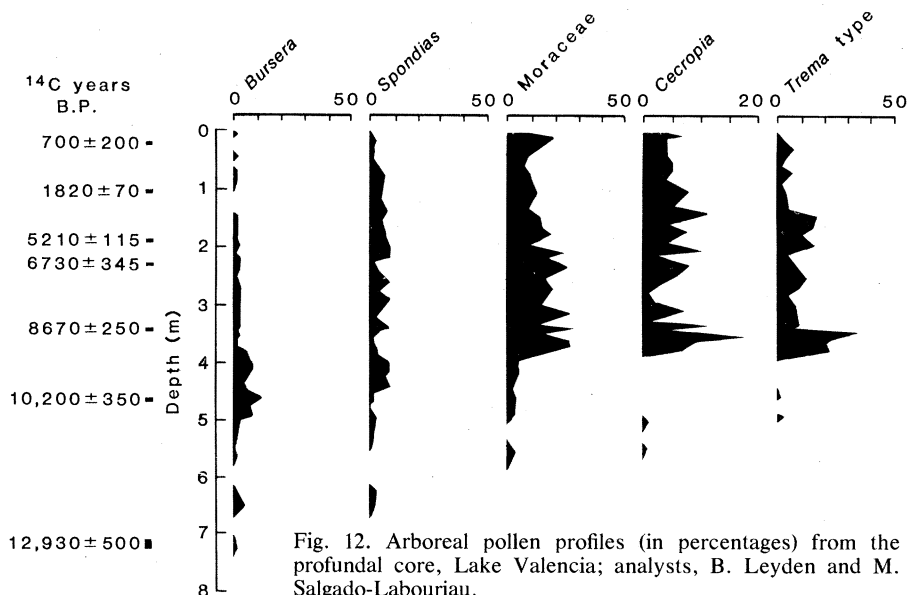 Bursera
Spondias
Moraceae
Cecropia
Trema type
¹⁴C years
B.P.
0 50 0 50 0 50 0 20 0 50
0
700±200
1
1820±70
5210±115
2
6730±345
3
8670±250
4
10,200±350
5
6
7
12,930±500
8
Depth (m)
Fig. 12. Arboreal pollen profiles (in percentages) from the
profundal core, Lake Valencia; analysts, B. Leyden and M.
Salgado-Labouriau.